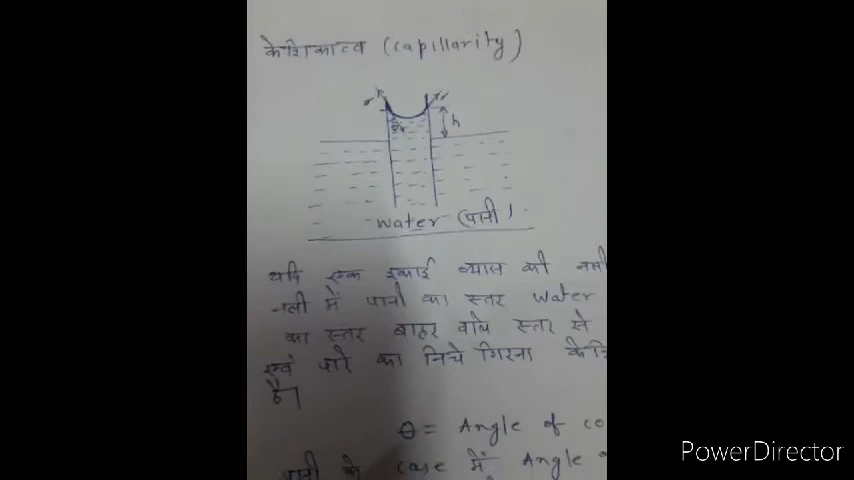 केशिकात्व (capillarity)
σ σ
h
water (पानी)
यदि एक इकाई व्यास की नली
नली में पानी का स्तर water
का स्तर बाहर वाले स्तर से
एवं पारे का निचे गिरना
है।
θ = Angle of co
पानी के case में Angle
PowerDirector